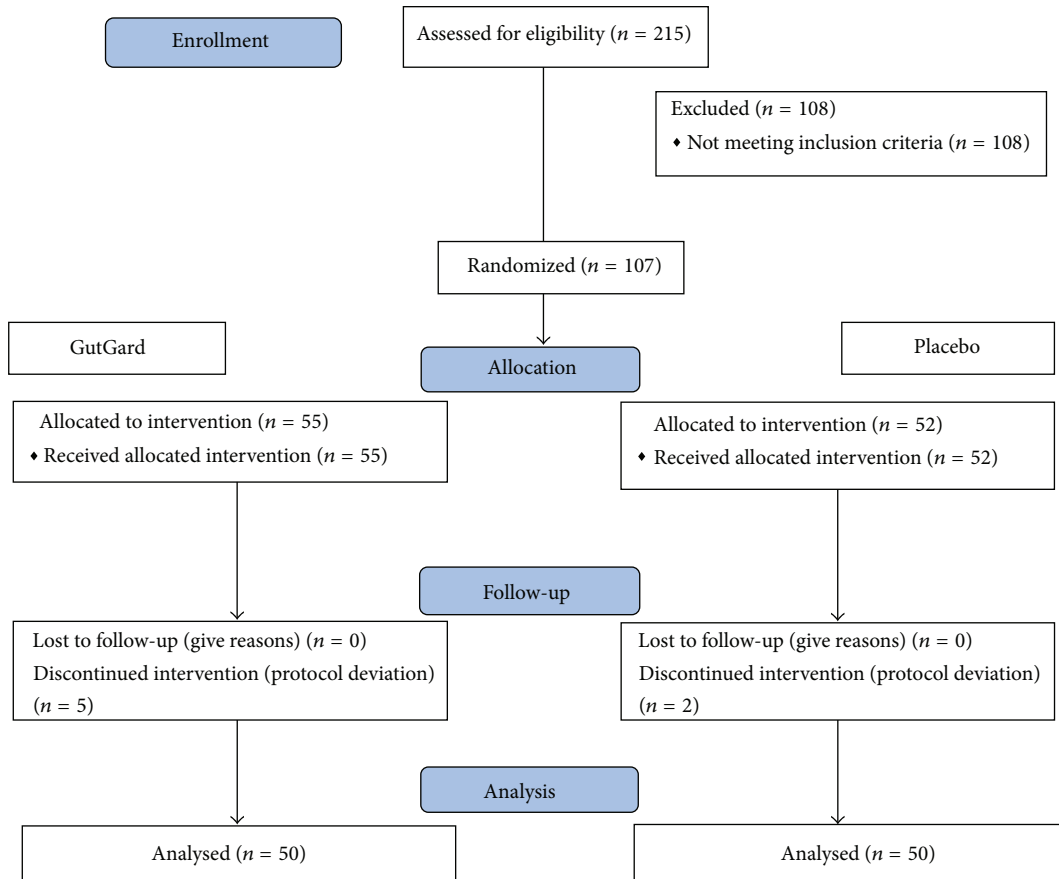 Enrollment
Assessed for eligibility (n = 215)
Excluded (n = 108)
♦ Not meeting inclusion criteria (n = 108)
Randomized (n = 107)
GutGard
Placebo
Allocation
Allocated to intervention (n = 55)
♦ Received allocated intervention (n = 55)
Allocated to intervention (n = 52)
♦ Received allocated intervention (n = 52)
Follow-up
Lost to follow-up (give reasons) (n = 0)
Discontinued intervention (protocol deviation)
(n = 5)
Lost to follow-up (give reasons) (n = 0)
Discontinued intervention (protocol deviation)
(n = 2)
Analysis
Analysed (n = 50)
Analysed (n = 50)